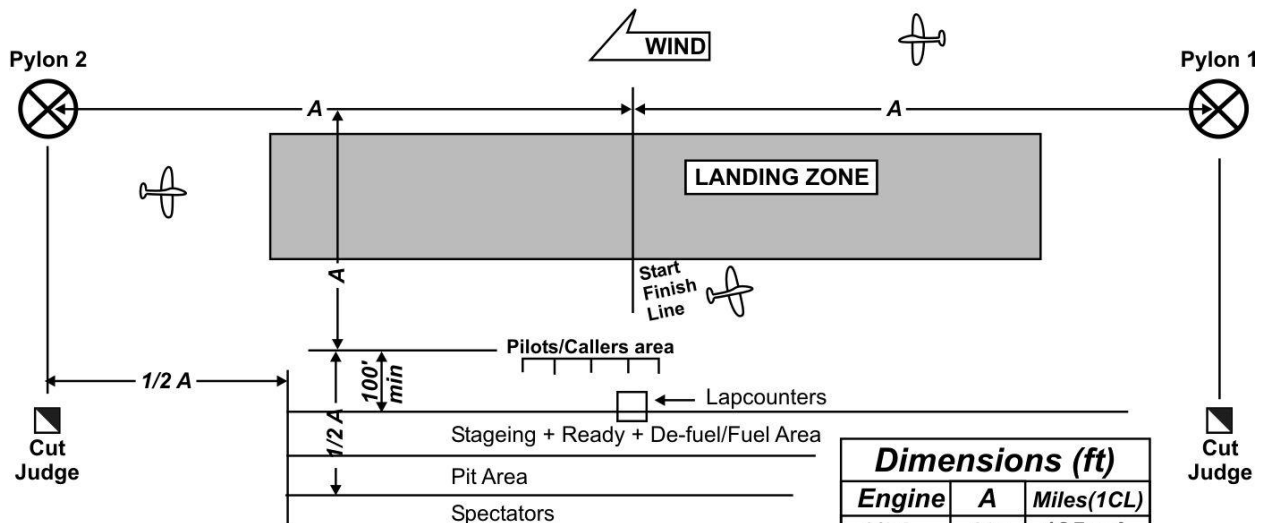 WIND
Pylon 2
Pylon 1
A
A
LANDING ZONE
A
Start
Finish
Line
Pilots/Callers area
100'
min
1/2 A
1/2 A
Lapcounters
Stageing + Ready + De-fuel/Fuel Area
Cut
Judge
Cut
Judge
Pit Area
Spectators
Dimensions (ft)
Engine A Miles(1CL)